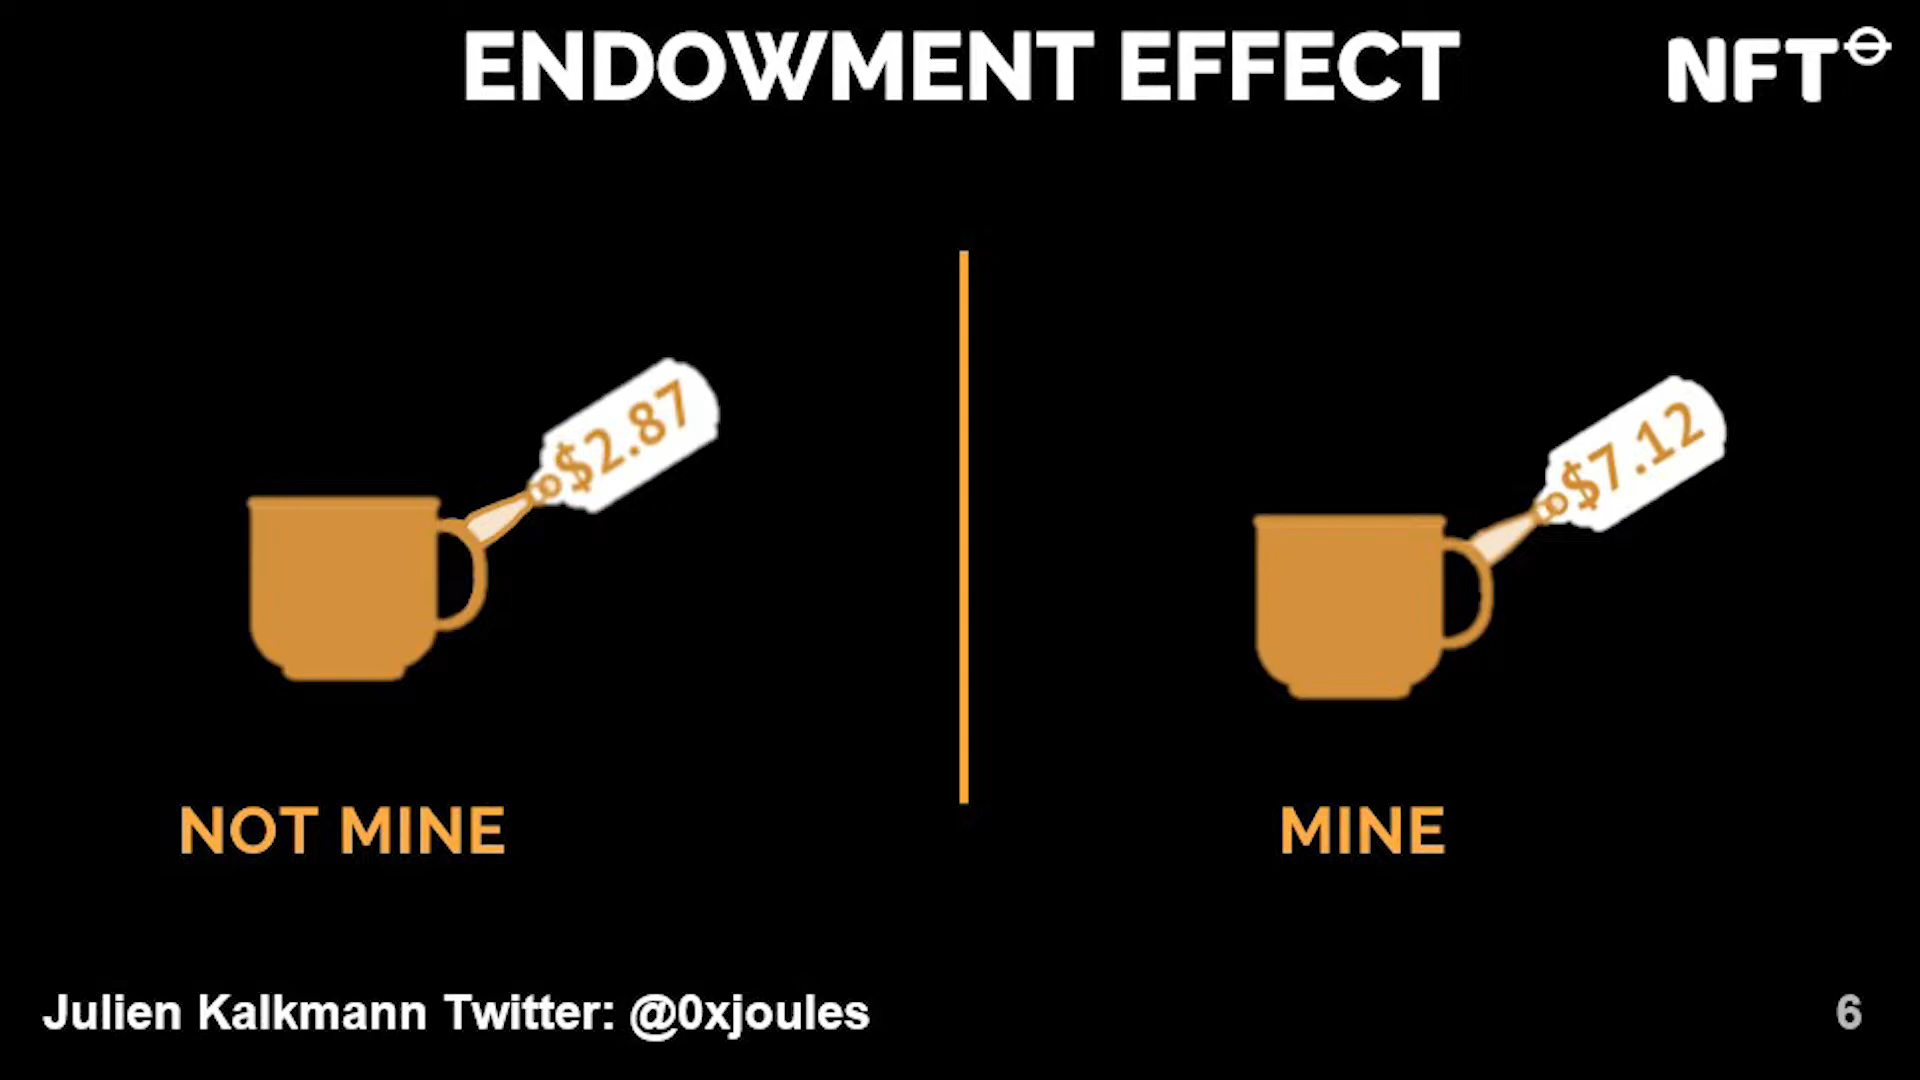 ENDOWMENT EFFECT
NFT
$2.87
$7.12
NOT MINE
MINE
Julien Kalkmann Twitter: @0xjoules
6